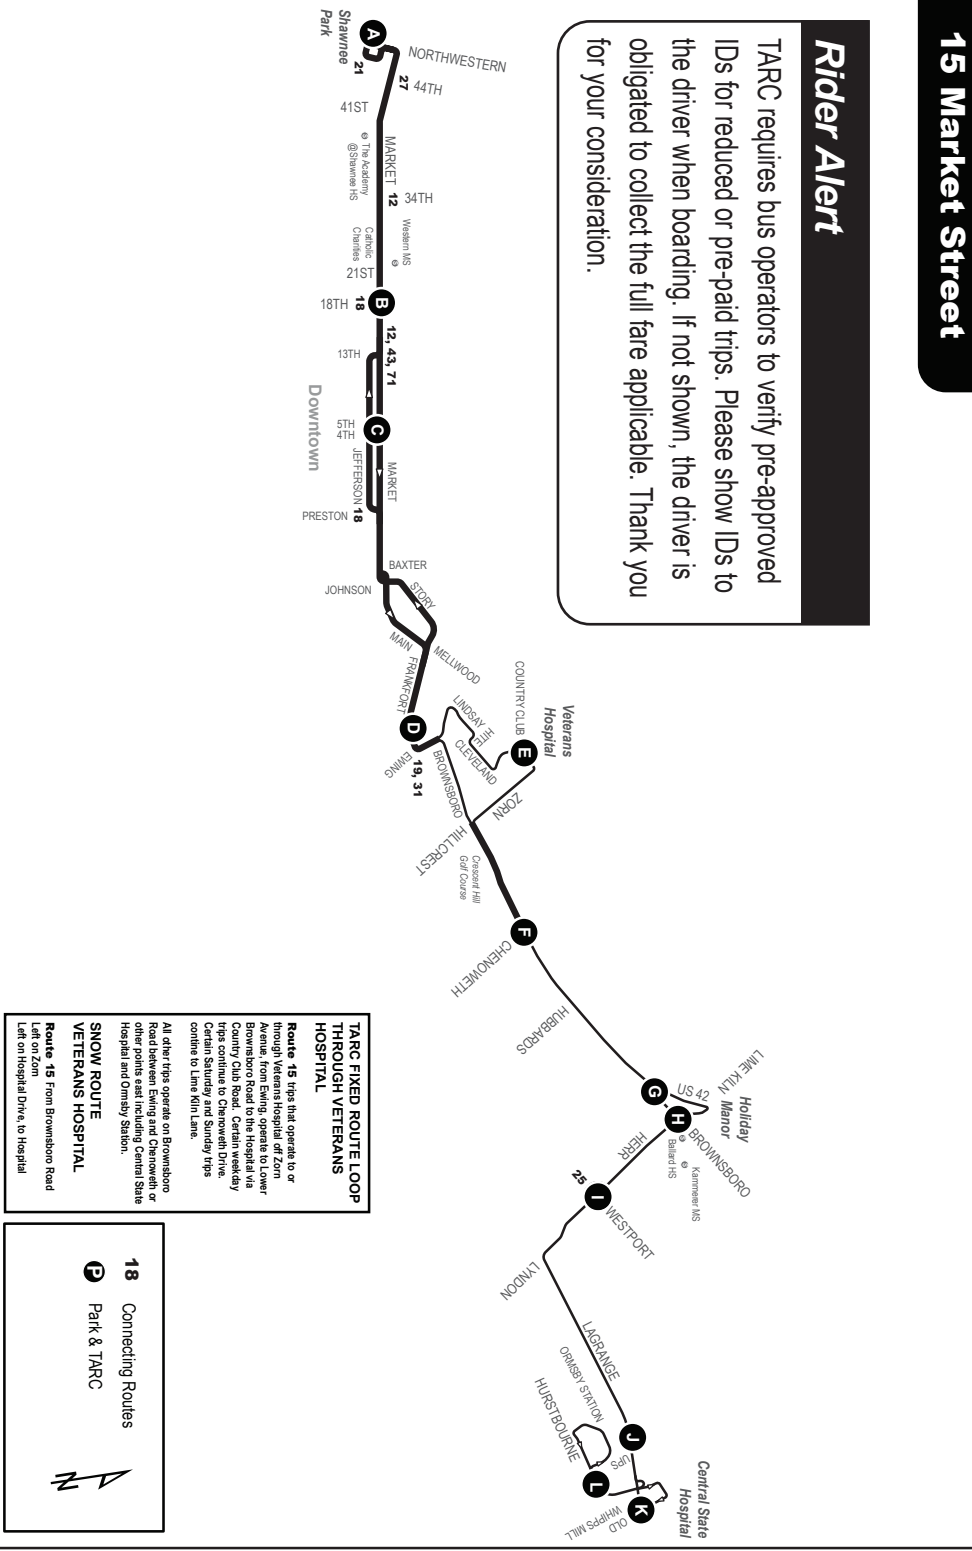 15 Market Street
Rider Alert
TARC requires bus operators to verify pre-approved
IDs for reduced or pre-paid trips. Please show IDs to
the driver when boarding. If not shown, the driver is
obligated to collect the full fare applicable. Thank you
for your consideration.
Shawnee
Park
A
21
NORTHWESTERN
27
44TH
41ST
MARKET
The Academy
@Shawnee HS
12
34TH
Western MS
Catholic
Charities
21ST
18TH
18
B
12, 43, 71
13TH
Downtown
5TH
4TH
C
MARKET
JEFFERSON
18
PRESTON
BAXTER
JOHNSON
STORY
MAIN
MELLWOOD
FRANKFORT
D
EWING
19, 31
BROWNSBORO
LINDSAY
HITE
CLEVELAND
COUNTRY CLUB
E
Veterans
Hospital
ZORN
HILLCREST
Crescent Hill
Golf Course
F
CHENOWETH
HUBBARDS
G
US 42
LIME KILN
Holiday
Manor
H
BROWNSBORO
Ballard HS
Kammerer MS
HERR
25
I
WESTPORT
LYNDON
LAGRANGE
ORMSBY STATION
HURSTBOURNE
J
UPS
L
K
OLD
WHIPPS MILL
Central State
Hospital
TARC FIXED ROUTE LOOP
THROUGH VETERANS
HOSPITAL
Route 15 trips that operate to or
through Veterans Hospital off Zorn
Avenue, from Ewing, operate to Lower
Brownsboro Road to the Hospital via
Country Club Road. Certain weekday
trips continue to Chenoweth Drive.
Certain Saturday and Sunday trips
contine to Lime Kiln Lane.
All other trips operate on Brownsboro
Road between Ewing and Chenoweth or
other points east including Central State
Hospital and Ormsby Station.
SNOW ROUTE
VETERANS HOSPITAL
Route 15 From Brownsboro Road
Left on Zorn
Left on Hospital Drive, to Hospital
18 Connecting Routes
P Park & TARC
N